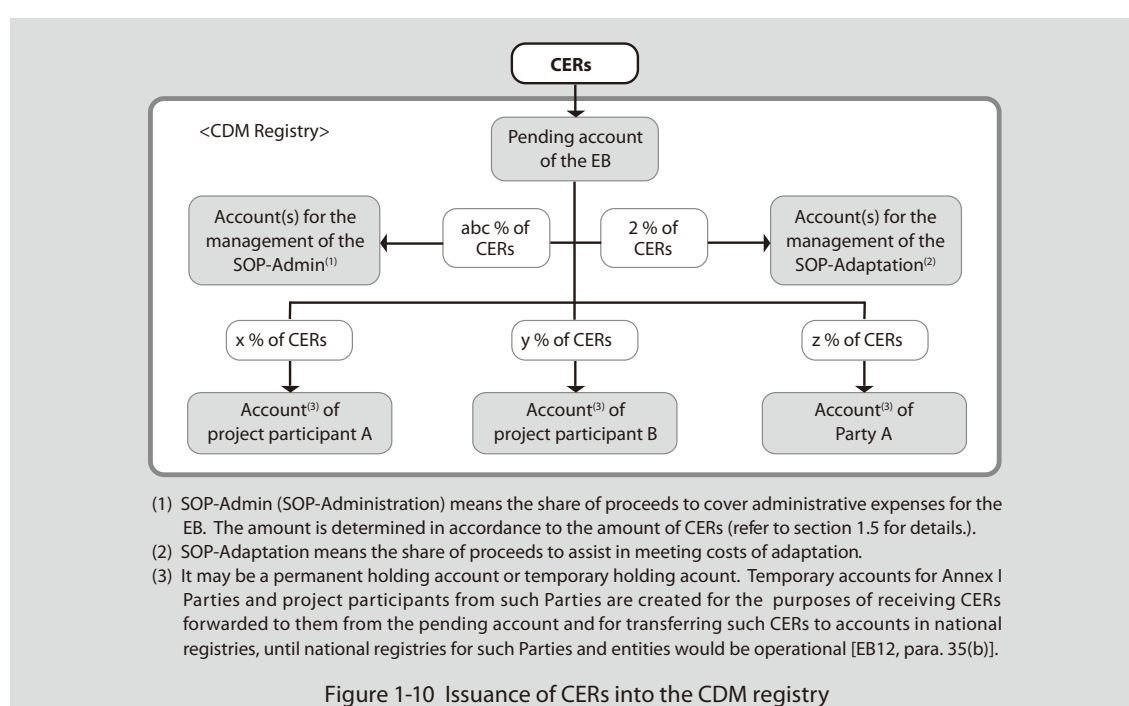 CERs
<CDM Registry>
Pending account
of the EB
Account(s) for the
management of the
SOP-Admin(1)
abc % of
CERs
2 % of
CERs
Account(s) for the
management of the
SOP-Adaptation(2)
x % of CERs
y % of CERs
z % of CERs
Account(3) of
project participant A
Account(3) of
project participant B
Account(3) of
Party A
(1) SOP-Admin (SOP-Administration) means the share of proceeds to cover administrative expenses for the
EB. The amount is determined in accordance to the amount of CERs (refer to section 1.5 for details.).
(2) SOP-Adaptation means the share of proceeds to assist in meeting costs of adaptation.
(3) It may be a permanent holding account or temporary holding acount. Temporary accounts for Annex I
Parties and project participants from such Parties are created for the purposes of receiving CERs
forwarded to them from the pending account and for transferring such CERs to accounts in national
registries, until national registries for such Parties and entities would be operational [EB12, para. 35(b)].
Figure 1-10 Issuance of CERs into the CDM registry